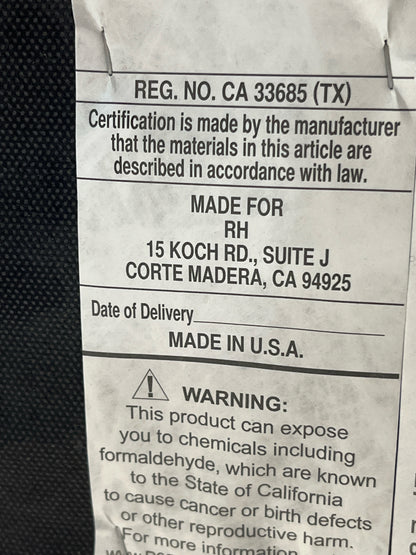 REG. NO. CA 33685 (TX)
Certification is made by the manufacturer
that the materials in this article are
described in accordance with law.
MADE FOR
RH
15 KOCH RD., SUITE J
CORTE MADERA, CA 94925
Date of Delivery
MADE IN U.S.A.
WARNING:
This product can expose
you to chemicals including
formaldehyde, which are known
to the State of California
to cause cancer or birth defects
or other reproductive harm.
For more information